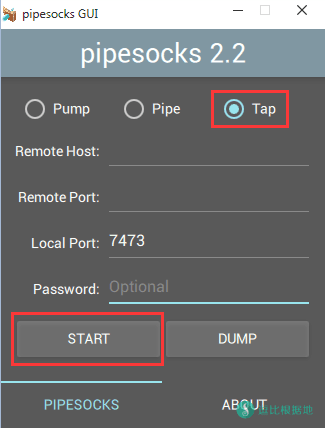 pipesocks GUI
pipesocks 2.2
Pump Pipe Tap
Remote Host:
Remote Port:
Local Port: 7473
Password: Optional
START DUMP
PIPESOCKS ABOUT